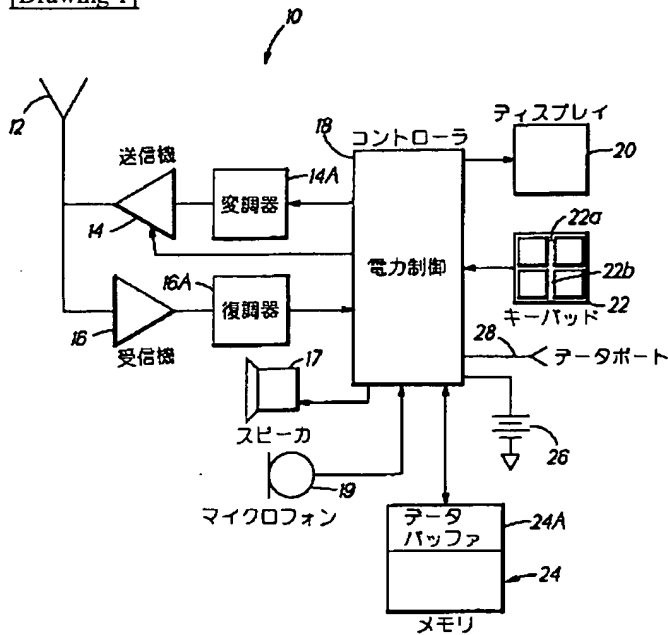 [Drawing 1]
10
12
送信機
14
変調器
14A
18
コントローラ
電力制御
ディスプレイ
20
22a
22b
22
キーパッド
16A
復調器
16
受信機
17
スピーカ
28
データポート
26
19
マイクロフォン
データ
バッファ
24A
24
メモリ